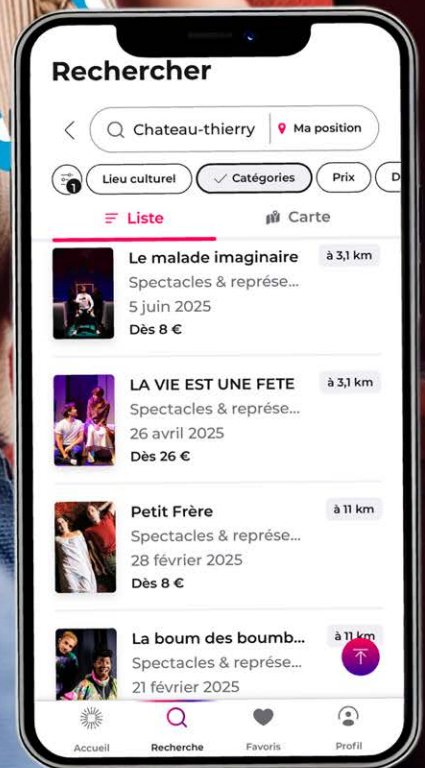 Rechercher
Chateau-thierry
Ma position
1
Lieu culturel
Catégories
Prix
D
Liste
Carte
Le malade imaginaire
à 3,1 km
Spectacles & représe...
5 juin 2025
Dès 8 €
LA VIE EST UNE FETE
à 3,1 km
Spectacles & représe...
26 avril 2025
Dès 26 €
Petit Frère
à 11 km
Spectacles & représe...
28 février 2025
Dès 8 €
La boum des boumb...
à 11 km
Spectacles & représe...
21 février 2025
Accueil
Recherche
Favoris
Profil